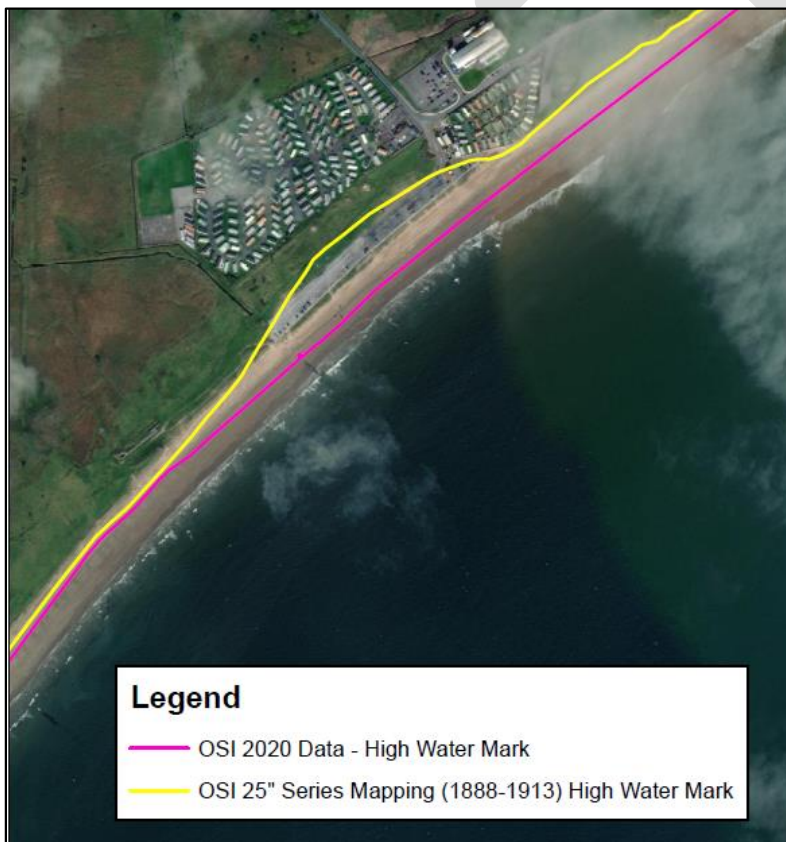 Legend
OSI 2020 Data - High Water Mark
OSI 25" Series Mapping (1888-1913) High Water Mark